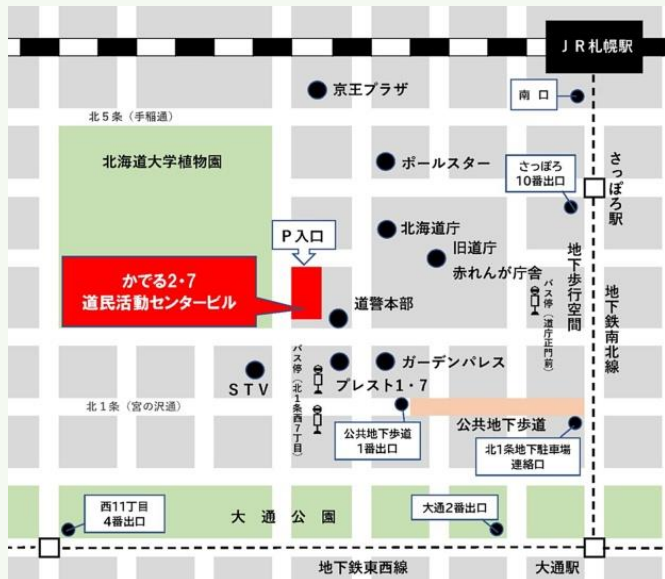 JR札幌駅
京王プラザ
南 口
北5条（手稲通）
北海道大学植物園
ポールスター
さっぽろ
10番出口
さっぽろ駅
P入口
北海道庁
旧道庁
赤れんが庁舎
かでる2・7
道民活動センタービル
道警本部
バス停（道庁正門前）
地下歩行空間
地下鉄南北線
STV
バス停（北1条西7丁目）
プレスト1・7
ガーデンパレス
北1条（宮の沢通）
公共地下歩道
1番出口
公共地下歩道
北1条地下駐車場
連絡口
西11丁目
4番出口
大 通 公 園
大通2番出口
地下鉄東西線
大通駅